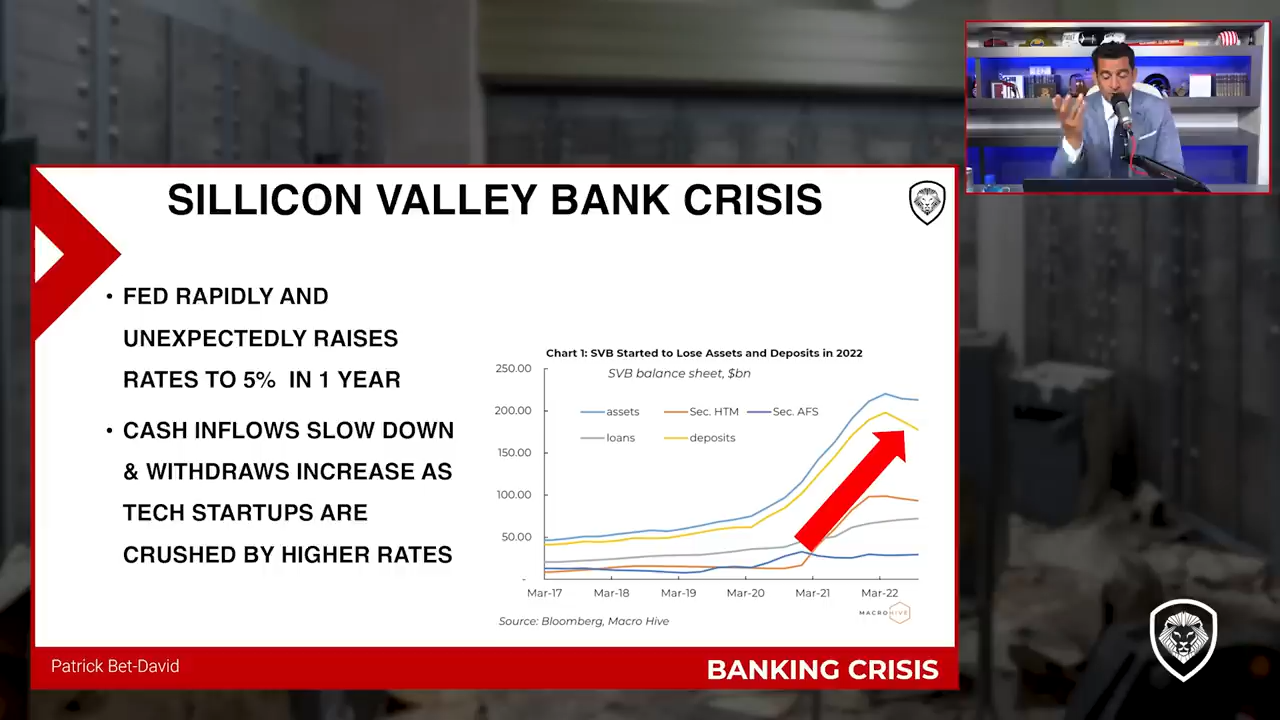 SILLICON VALLEY BANK CRISIS
• FED RAPIDLY AND
UNEXPECTEDLY RAISES
RATES TO 5% IN 1 YEAR
• CASH INFLOWS SLOW DOWN
& WITHDRAWS INCREASE AS
TECH STARTUPS ARE
CRUSHED BY HIGHER RATES
Chart 1: SVB Started to Lose Assets and Deposits in 2022
SVB balance sheet, $bn
250.00
200.00
150.00
100.00
50.00
-
assets
Sec. HTM
Sec. AFS
loans
deposits
Mar-17 Mar-18 Mar-19 Mar-20 Mar-21 Mar-22
MACROHIVE
Source: Bloomberg, Macro Hive
Patrick Bet-David
BANKING CRISIS